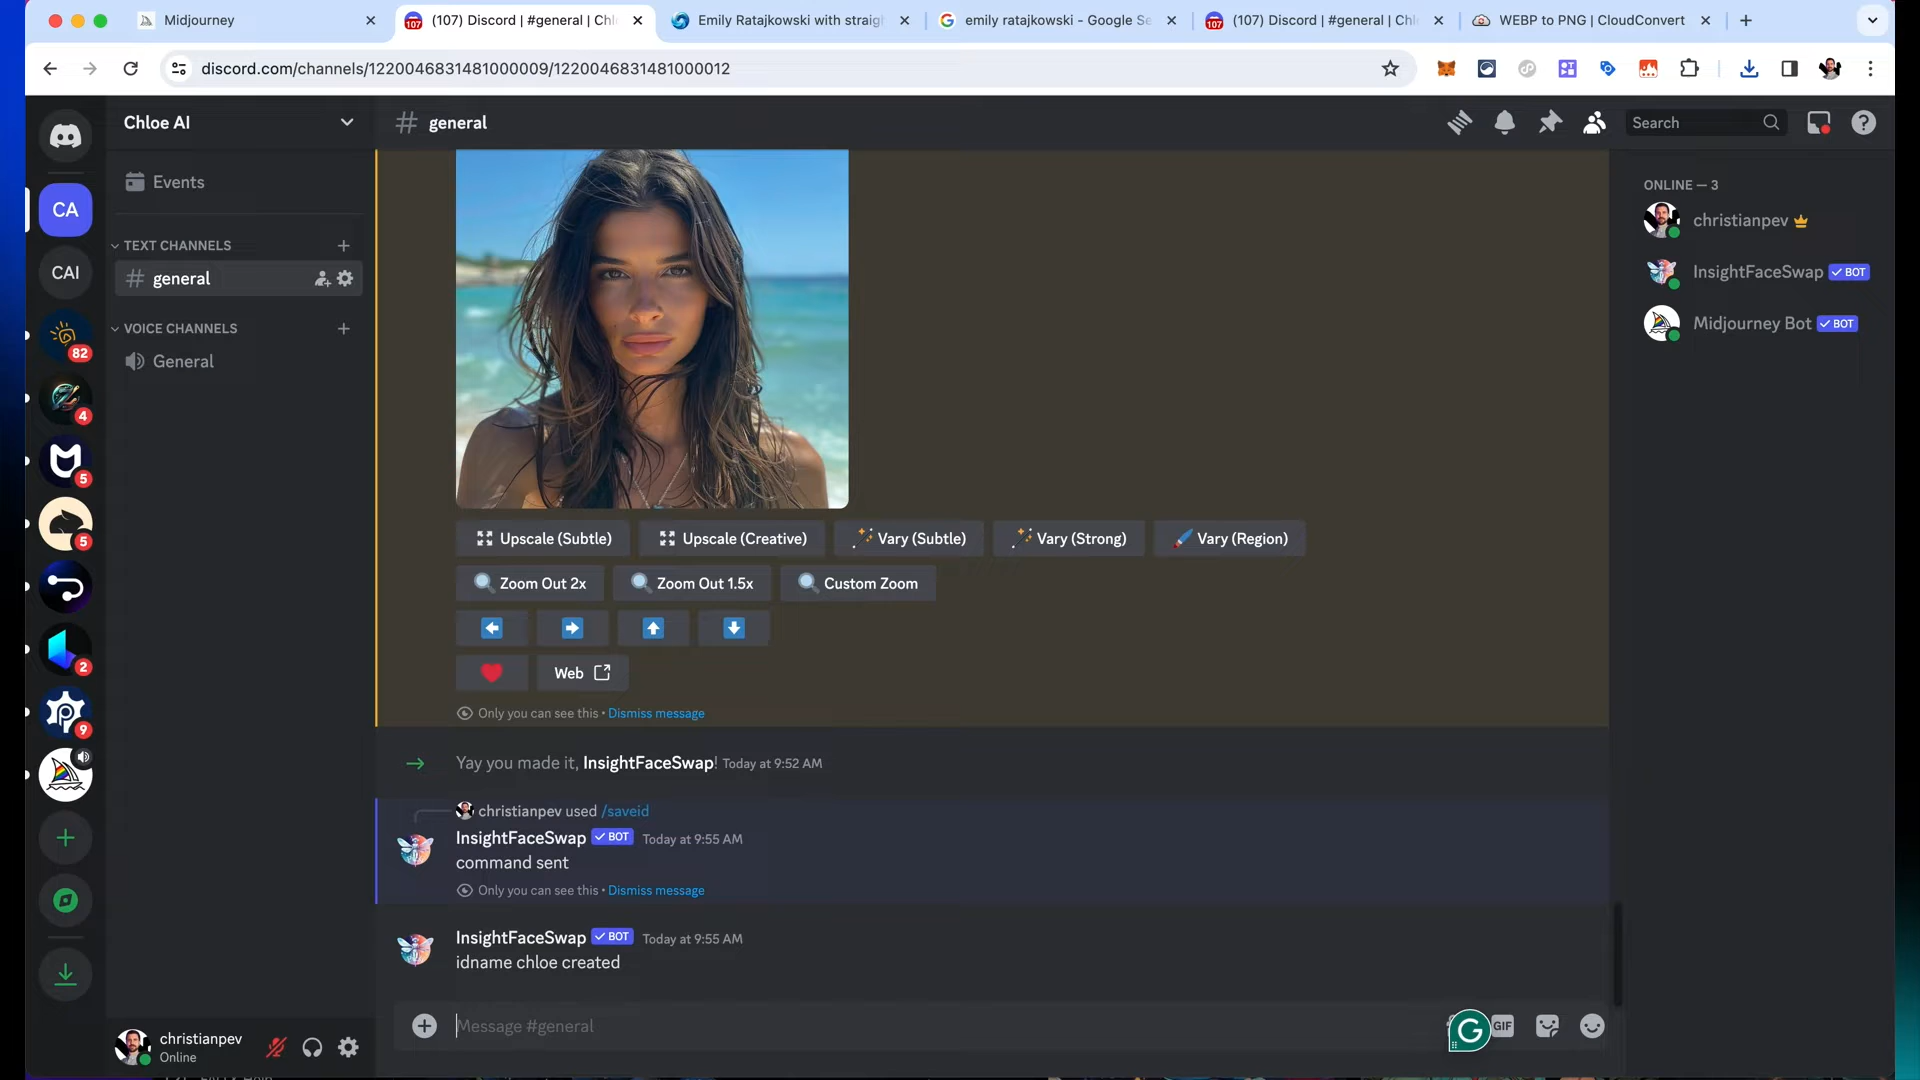 Midjourney
(107) Discord | #general | Chl
Emily Ratajkowski with straigh
emily ratajkowski - Google Se
(107) Discord | #general | Chl
WEBP to PNG | CloudConvert
discord.com/channels/1220046831481000009/1220046831481000012
Chloe AI
general
Search
Events
CA
TEXT CHANNELS
CAI
general
VOICE CHANNELS
General
82
4
5
5
2
9
ONLINE — 3
christianpev
InsightFaceSwap BOT
Midjourney Bot BOT
Upscale (Subtle)
Upscale (Creative)
Vary (Subtle)
Vary (Strong)
Vary (Region)
Zoom Out 2x
Zoom Out 1.5x
Custom Zoom
Web
Only you can see this • Dismiss message
Yay you made it, InsightFaceSwap! Today at 9:52 AM
christianpev used /saveid
InsightFaceSwap BOT Today at 9:55 AM
command sent
Only you can see this • Dismiss message
InsightFaceSwap BOT Today at 9:55 AM
idname chloe created
Message #general
GIF
christianpev
Online